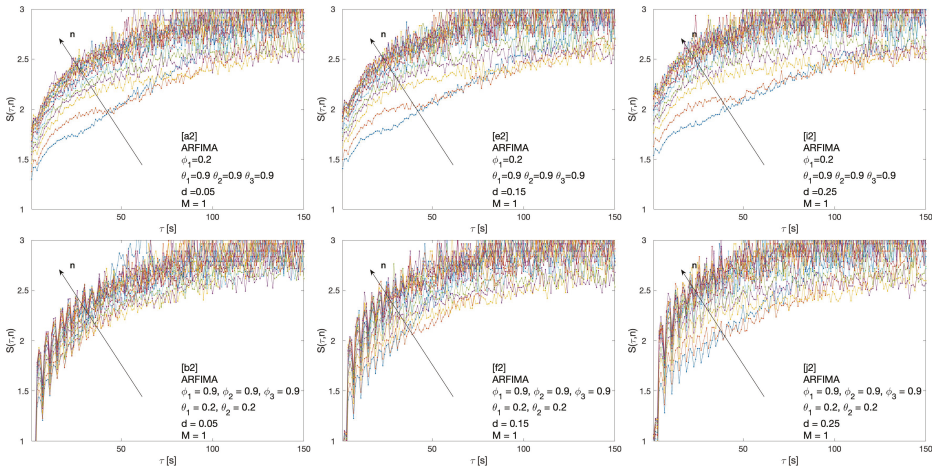 3
2.5
2
1.5
1
S(τ,n)
n
[a2]
ARFIMA
ϕ1=0.2
θ1=0.9 θ2=0.9 θ3=0.9
d =0.05
M = 1
50
100
150
τ [s]
3
2.5
2
1.5
1
S(τ,n)
n
[e2]
ARFIMA
ϕ1=0.2
θ1=0.9 θ2=0.9 θ3=0.9
d =0.15
M = 1
50
100
150
τ [s]
3
2.5
2
1.5
1
S(τ,n)
n
[i2]
ARFIMA
ϕ1=0.2
θ1=0.9 θ2=0.9 θ3=0.9
d =0.25
M = 1
50
100
150
τ [s]
3
2.5
2
1.5
1
S(τ,n)
n
[b2]
ARFIMA
ϕ1 = 0.9, ϕ2 = 0.9, ϕ3 = 0.9
θ1 = 0.2, θ2 = 0.2
d = 0.05
M = 1
50
100
150
τ [s]
3
2.5
2
1.5
1
S(τ,n)
n
[f2]
ARFIMA
ϕ1 = 0.9, ϕ2 = 0.9, ϕ3 = 0.9
θ1 = 0.2, θ2 = 0.2
d = 0.15
M = 1
50
100
150
τ [s]
3
2.5
2
1.5
1
S(τ,n)
n
[j2]
ARFIMA
ϕ1 = 0.9, ϕ2 = 0.9, ϕ3 = 0.9
θ1 = 0.2, θ2 = 0.2
d = 0.25
M = 1
50
100
150
τ [s]